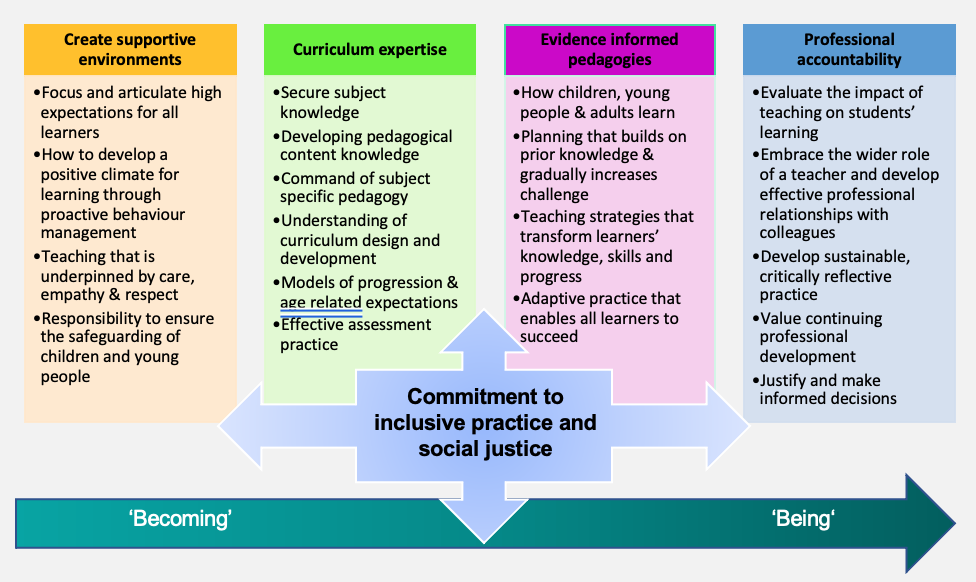 Create supportive
environments
•Focus and articulate high
expectations for all
learners
•How to develop a
positive climate for
learning through
proactive behaviour
management
•Teaching that is
underpinned by care,
empathy & respect
•Responsibility to ensure
the safeguarding of
children and young
people
Curriculum expertise
•Secure subject
knowledge
•Developing pedagogical
content knowledge
•Command of subject
specific pedagogy
•Understanding of
curriculum design and
development
•Models of progression &
age related expectations
•Effective assessment
practice
Evidence informed
pedagogies
•How children, young
people & adults learn
•Planning that builds on
prior knowledge &
gradually increases
challenge
•Teaching strategies that
transform learners’
knowledge, skills and
progress
•Adaptive practice that
enables all learners to
succeed
Professional
accountability
•Evaluate the impact of
teaching on students’
learning
•Embrace the wider role
of a teacher and develop
effective professional
relationships with
colleagues
•Develop sustainable,
critically reflective
practice
•Value continuing
professional
development
•Justify and make
informed decisions
Commitment to
inclusive practice and
social justice
‘Becoming’
‘Being‘